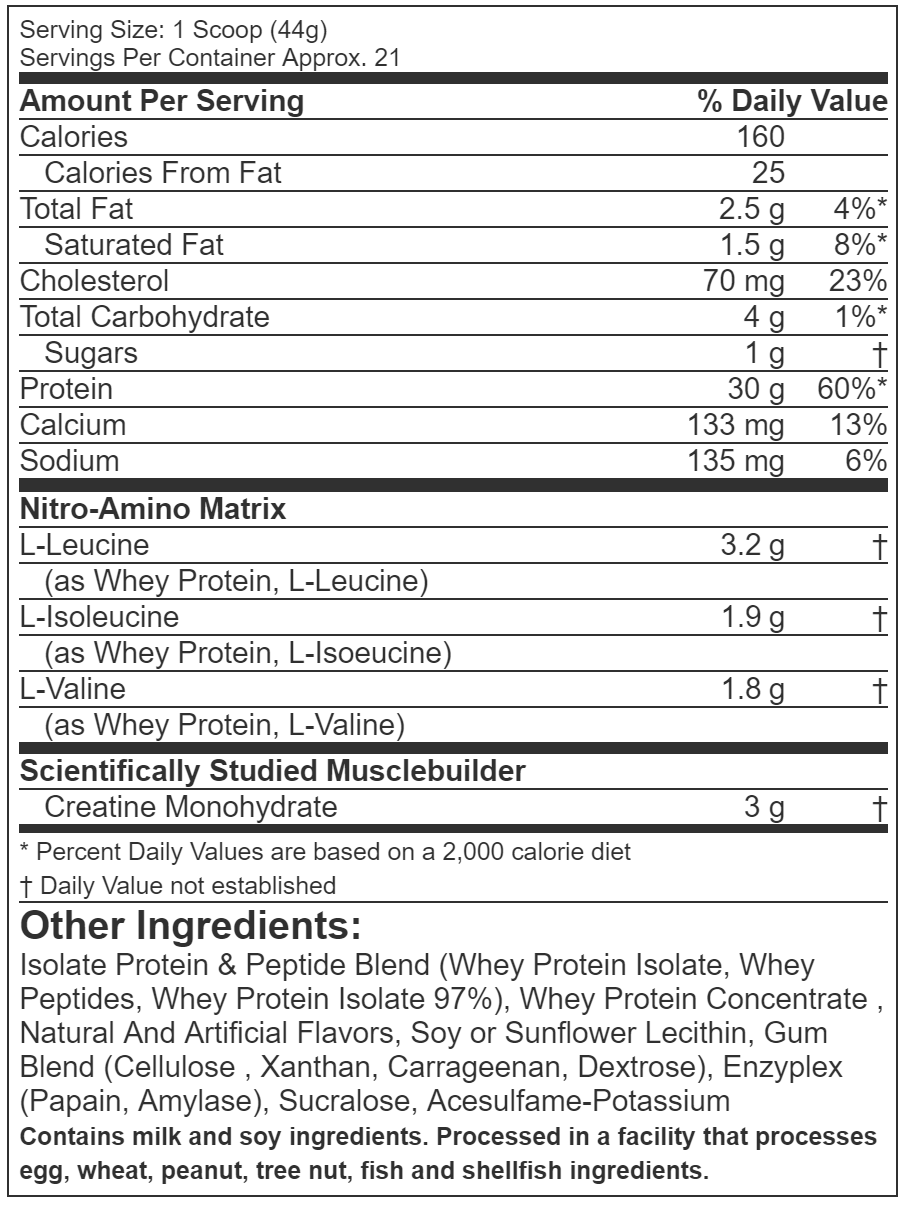 Serving Size: 1 Scoop (44g)
Servings Per Container Approx. 21
Amount Per Serving % Daily Value
Calories 160
Calories From Fat 25
Total Fat 2.5 g 4%*
Saturated Fat 1.5 g 8%*
Cholesterol 70 mg 23%
Total Carbohydrate 4 g 1%*
Sugars 1 g †
Protein 30 g 60%*
Calcium 133 mg 13%
Sodium 135 mg 6%
Nitro-Amino Matrix
L-Leucine 3.2 g †
(as Whey Protein, L-Leucine)
L-Isoleucine 1.9 g †
(as Whey Protein, L-Isoeucine)
L-Valine 1.8 g †
(as Whey Protein, L-Valine)
Scientifically Studied Musclebuilder
Creatine Monohydrate 3 g †
* Percent Daily Values are based on a 2,000 calorie diet
† Daily Value not established
Other Ingredients:
Isolate Protein & Peptide Blend (Whey Protein Isolate, Whey
Peptides, Whey Protein Isolate 97%), Whey Protein Concentrate ,
Natural And Artificial Flavors, Soy or Sunflower Lecithin, Gum
Blend (Cellulose , Xanthan, Carrageenan, Dextrose), Enzyplex
(Papain, Amylase), Sucralose, Acesulfame-Potassium
Contains milk and soy ingredients. Processed in a facility that processes
egg, wheat, peanut, tree nut, fish and shellfish ingredients.